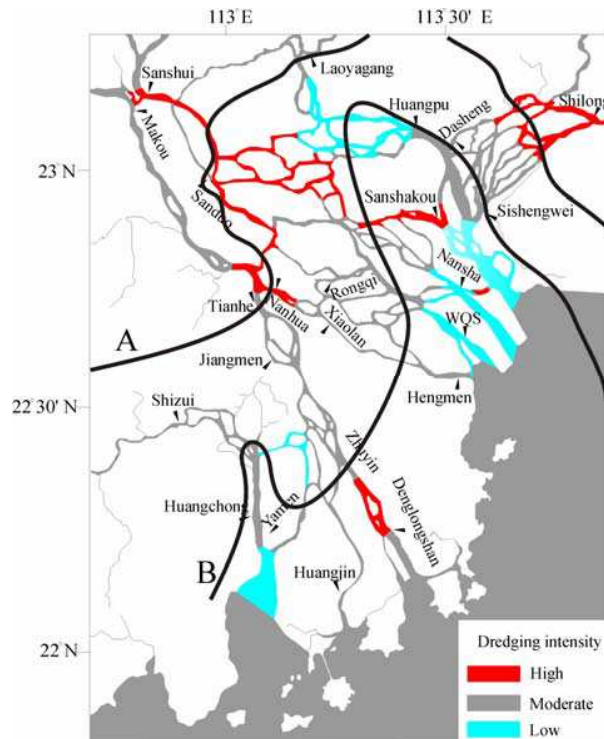 113°E
113°30'E
Sanshui
Laoyagang
Huangpu
Dasheng
Shilong
Makou
23°N
Sanduo
Sanshakou
Sishengwei
Nansha
Rongqi
Tianhe
Nanhua
Xiaolan
WQS
A
Jiangmen
Hengmen
22°30'N
Shizui
Zhuyin
Huangchong
Yamen
Denglongshan
B
Huangjin
22°N
Dredging intensity
High
Moderate
Low